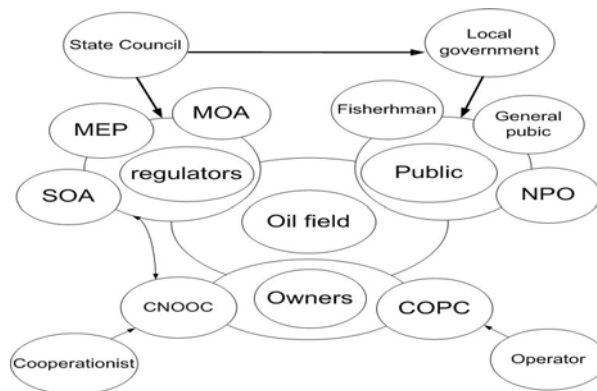 State Council
Local
government
MOA
Fisherhman
MEP
General
pubic
regulators
Public
SOA
NPO
Oil field
CNOOC
Owners
COPC
Cooperationist
Operator